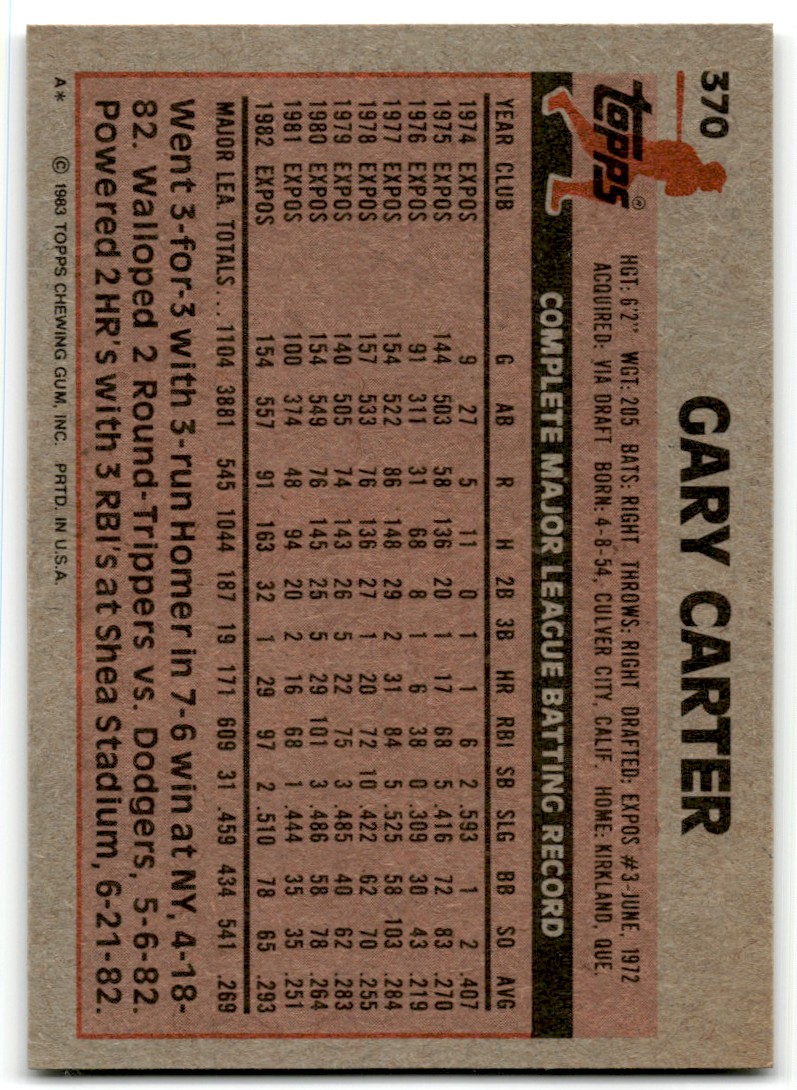 370
topps
GARY CARTER
HGT: 6'2" WGT: 205 BATS: RIGHT THROWS: RIGHT DRAFTED: EXPOS #3-JUNE, 1972
ACQUIRED: VIA DRAFT BORN: 4-8-54, CULVER CITY, CALIF. HOME: KIRKLAND, QUE.
COMPLETE MAJOR LEAGUE BATTING RECORD
YEAR CLUB G AB R H 2B 3B HR RBI SB SLG BB SO AVG
1974 EXPOS 9 27 5 11 0 1 1 6 2 .593 1 2 .407
1975 EXPOS 144 503 58 136 20 1 17 68 5 .416 72 83 .270
1976 EXPOS 91 311 31 68 8 1 6 38 0 .309 30 43 .219
1977 EXPOS 154 522 86 148 29 2 31 84 5 .525 58 103 .284
1978 EXPOS 157 533 76 136 27 1 20 72 10 .422 62 70 .255
1979 EXPOS 140 505 74 143 26 5 22 75 3 .485 40 62 .283
1980 EXPOS 154 549 76 145 25 5 29 101 3 .486 58 78 .264
1981 EXPOS 100 374 48 94 20 2 16 68 1 .444 35 35 .251
1982 EXPOS 154 557 91 163 32 1 29 97 2 .510 78 65 .293
MAJOR LEA. TOTALS... 1104 3881 545 1044 187 19 171 609 31 .459 434 541 .269
Went 3-for-3 with 3-run Homer in 7-6 win at NY, 4-18-
82. Walloped 2 Round-Trippers vs. Dodgers, 5-6-82.
Powered 2 HR's with 3 RBI's at Shea Stadium, 6-21-82.
A* © 1983 TOPPS CHEWING GUM, INC. PRTD. IN U.S.A.